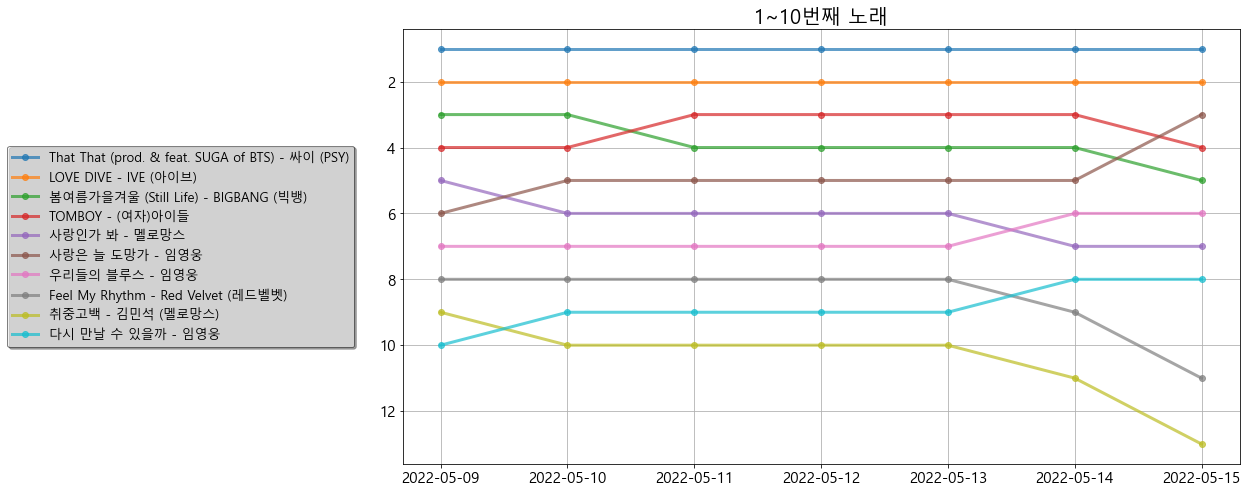 1~10번째 노래
That That (prod. & feat. SUGA of BTS) - 싸이 (PSY)
LOVE DIVE - IVE (아이브)
봄여름가을겨울 (Still Life) - BIGBANG (빅뱅)
TOMBOY - (여자)아이들
사랑인가 봐 - 멜로망스
사랑은 늘 도망가 - 임영웅
우리들의 블루스 - 임영웅
Feel My Rhythm - Red Velvet (레드벨벳)
취중고백 - 김민석 (멜로망스)
다시 만날 수 있을까 - 임영웅
2
4
6
8
10
12
2022-05-09 2022-05-10 2022-05-11 2022-05-12 2022-05-13 2022-05-14 2022-05-15